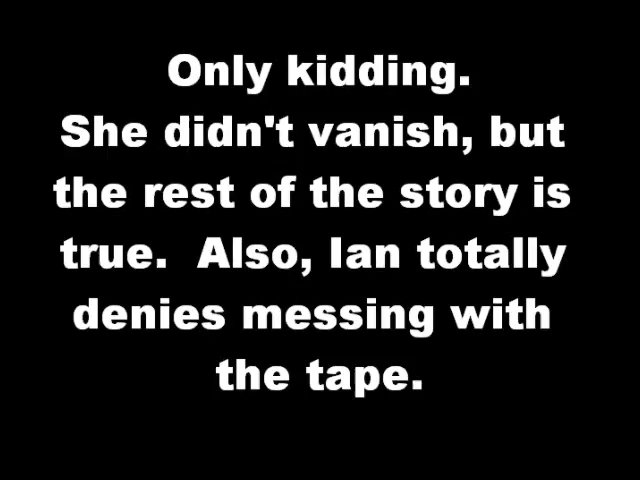 Only kidding.
She didn't vanish, but
the rest of the story is
true.  Also, Ian totally
denies messing with
the tape.